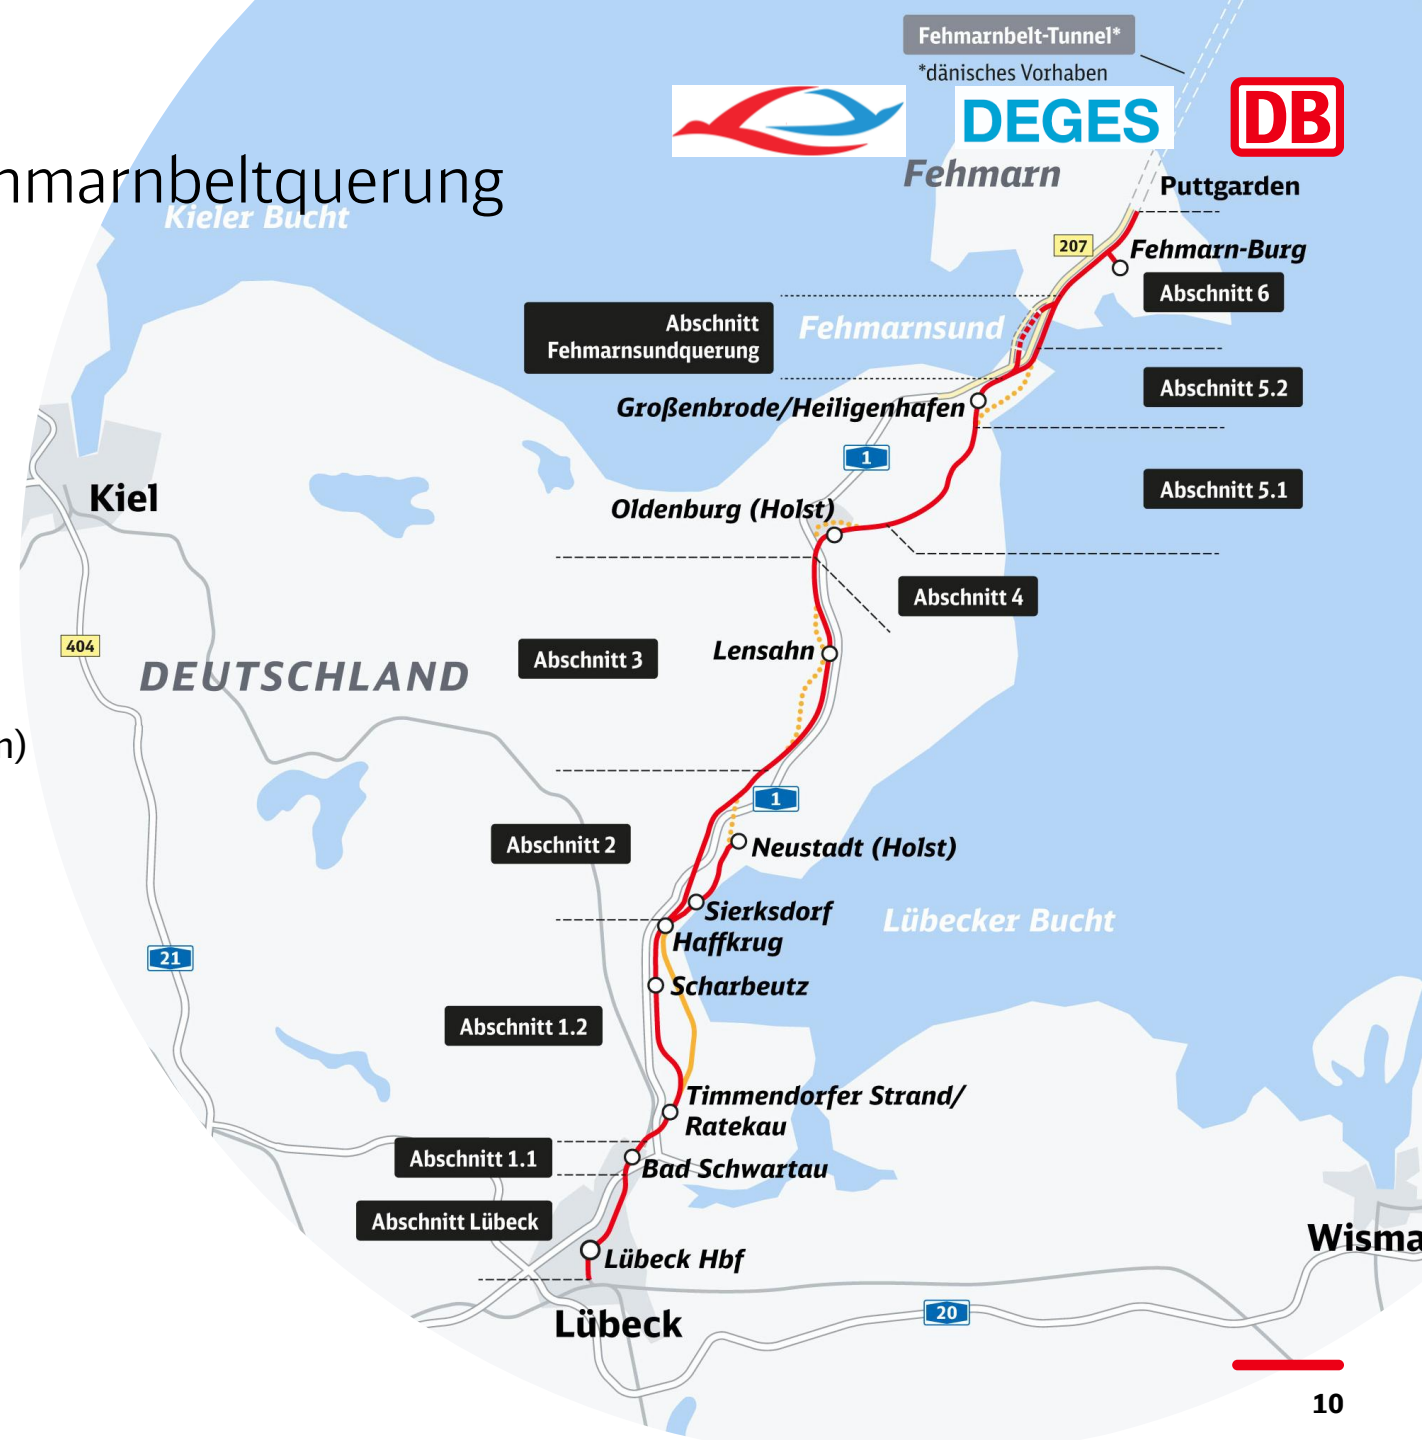 Fehmarnbelt-Tunnel*
*dänisches Vorhaben
DEGES
DB
hmarnbeltquerung
Fehmarn
Puttgarden
Kieler Bucht
207
Fehmarn-Burg
Abschnitt 6
Abschnitt
Fehmarnsundquerung
Fehmarnsund
Abschnitt 5.2
Großenbrode/Heiligenhafen
1
Abschnitt 5.1
Kiel
Oldenburg (Holst)
Abschnitt 4
404
DEUTSCHLAND
Abschnitt 3
Lensahn
n)
1
Abschnitt 2
Neustadt (Holst)
Sierksdorf
Lübecker Bucht
Haffkrug
21
Scharbeutz
Abschnitt 1.2
Timmendorfer Strand/
Ratekau
Abschnitt 1.1
Bad Schwartau
Abschnitt Lübeck
Wisma
Lübeck Hbf
20
Lübeck
10